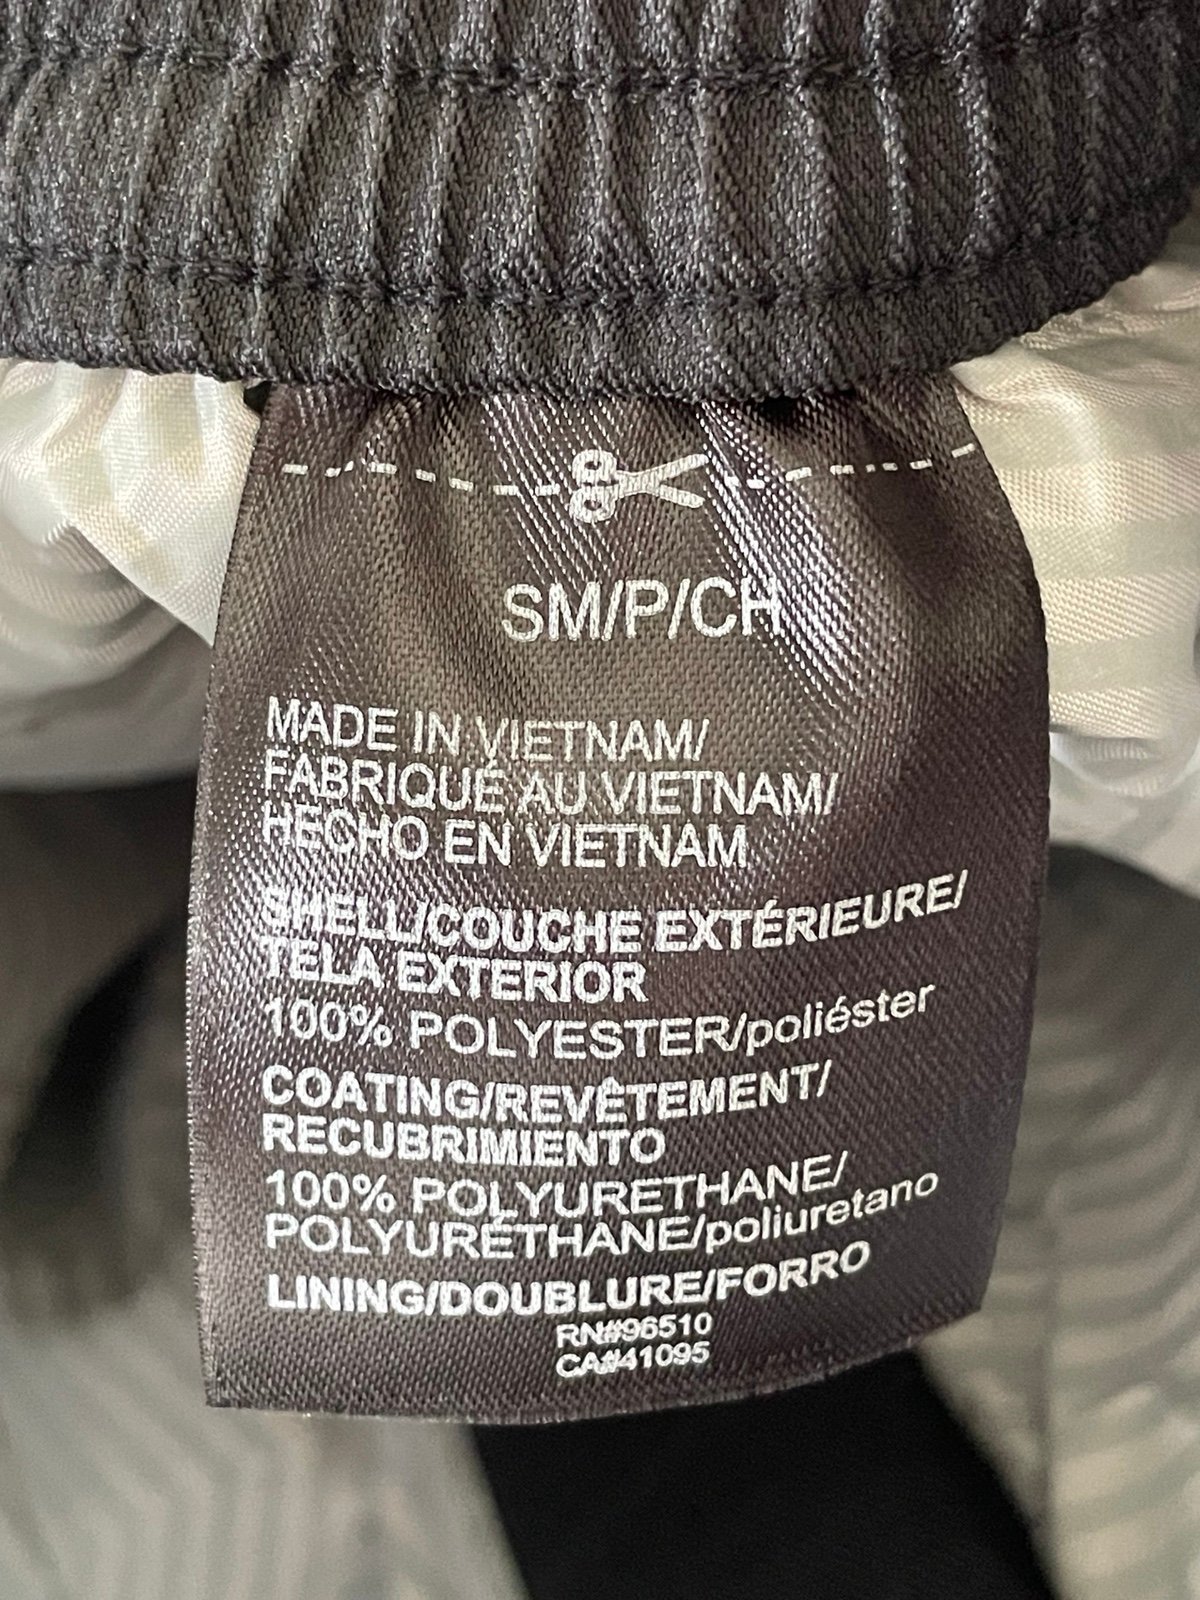 SM/P/CH
MADE IN VIETNAM/
FABRIQUÉ AU VIETNAM/
HECHO EN VIETNAM
SHELL/COUCHE EXTÉRIEURE/
TELA EXTERIOR
100% POLYESTER/poliéster
COATING/REVÊTEMENT/
RECUBRIMIENTO
100% POLYURETHANE/
POLYURÉTHANE/poliuretano
LINING/DOUBLURE/FORRO
RN#96510
CA#41095